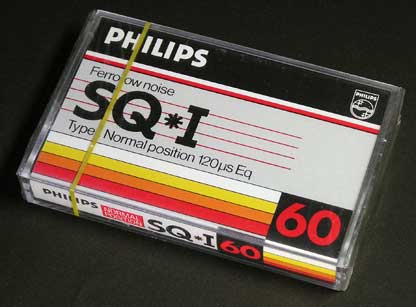 PHILIPS
PHILIPS
Ferro low noise
SQ*I
Type I Normal position 120µs Eq
60
PHILIPS
NORMAL
POSITION
SQ*I
60